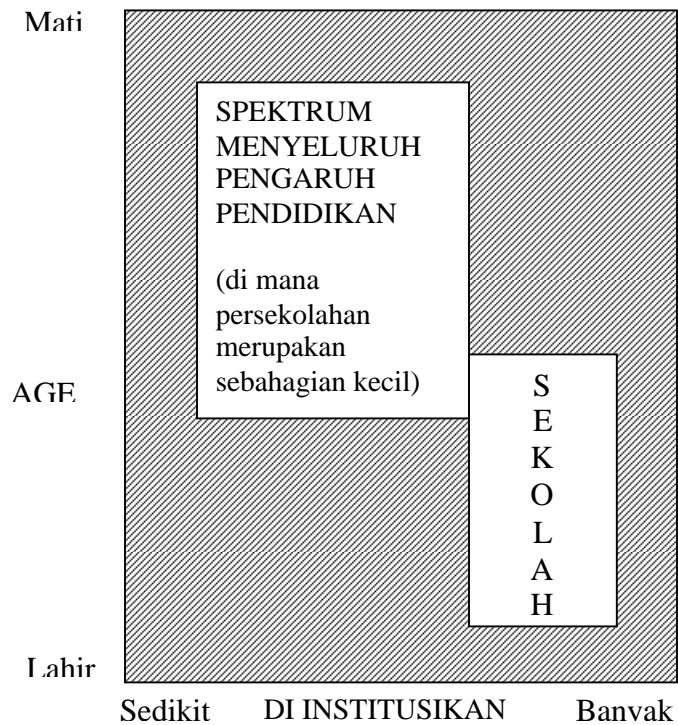 Mati
SPEKTRUM
MENYELURUH
PENGARUH
PENDIDIKAN
(di mana
persekolahan
merupakan
sebahagian kecil)
AGE
S
E
K
O
L
A
H
Lahir
Sedikit DI INSTITUSIKAN Banyak